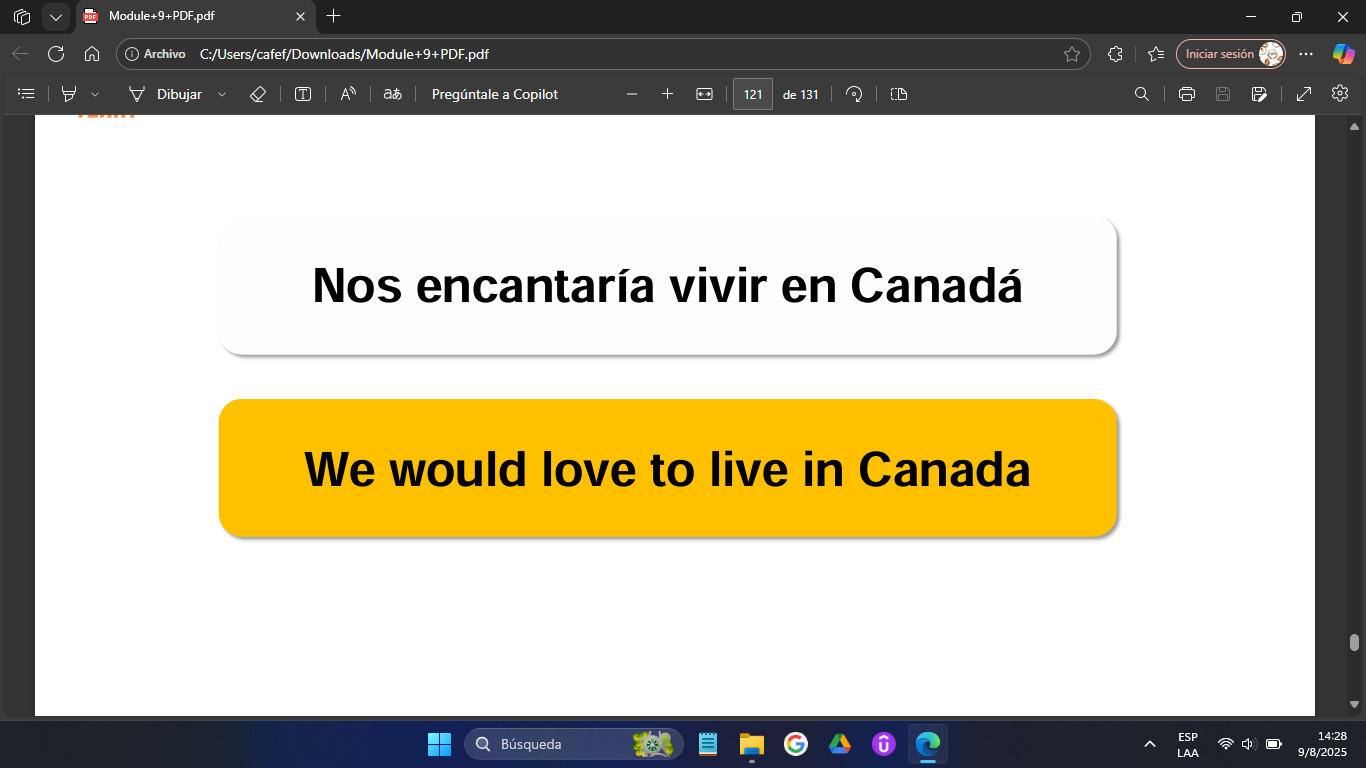 Module+9+PDF.pdf
Archivo C:/Users/cafef/Downloads/Module+9+PDF.pdf Iniciar sesión
Dibujar Pregúntale a Copilot 121 de 131
Nos encantaría vivir en Canadá
We would love to live in Canada
Búsqueda
ESP
LAA
14:28
9/8/2025